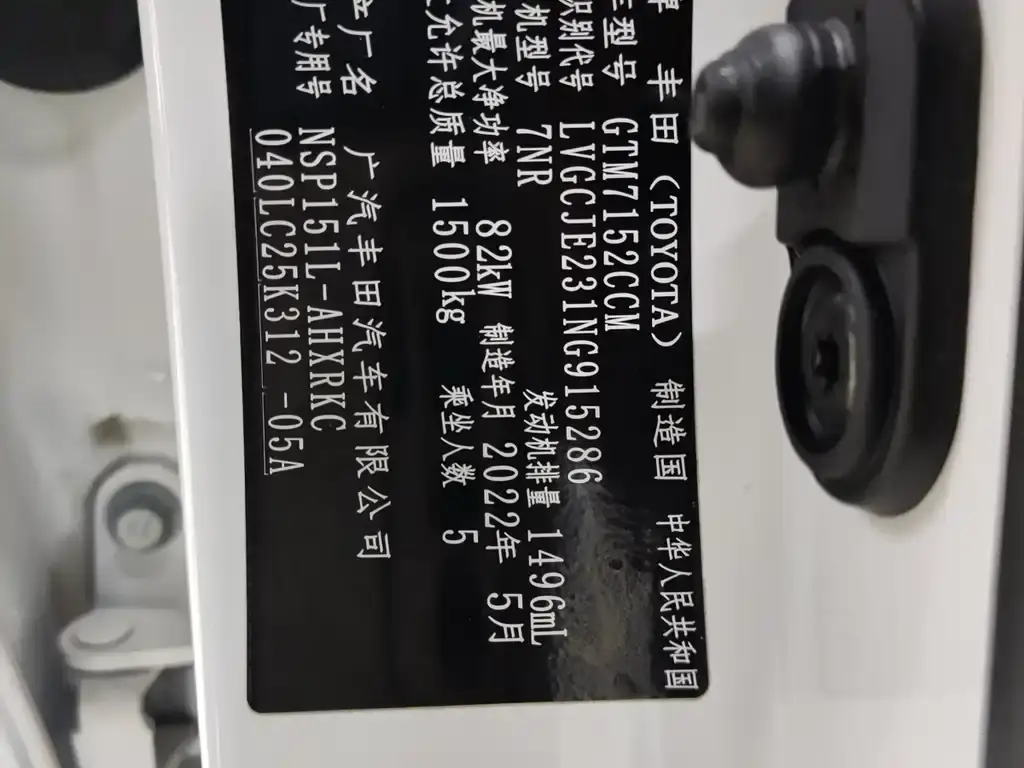 牌 丰田 (TOYOTA) 制造国 中华人民共和国
车型号 GTM7152CCM
识别代号 LVGCJE231NG915286
机型号 7NR 发动机排量 1496mL
机最大净功率 82kW 制造年月 2022年 5月
允许总质量 1500kg 乘坐人数 5
产厂名 广汽丰田汽车有限公司
厂专用号 NSP151L-AHXRKC
040LC25K312 -05A